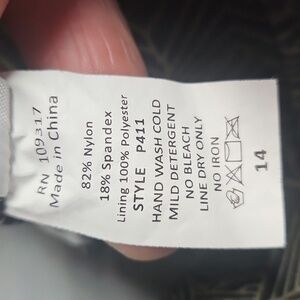 RN 109317
Made in China
82% Nylon
18% Spandex
Lining 100% Polyester
STYLE P411
HAND WASH COLD
MILD DETERGENT
NO BLEACH
LINE DRY ONLY
NO IRON
14